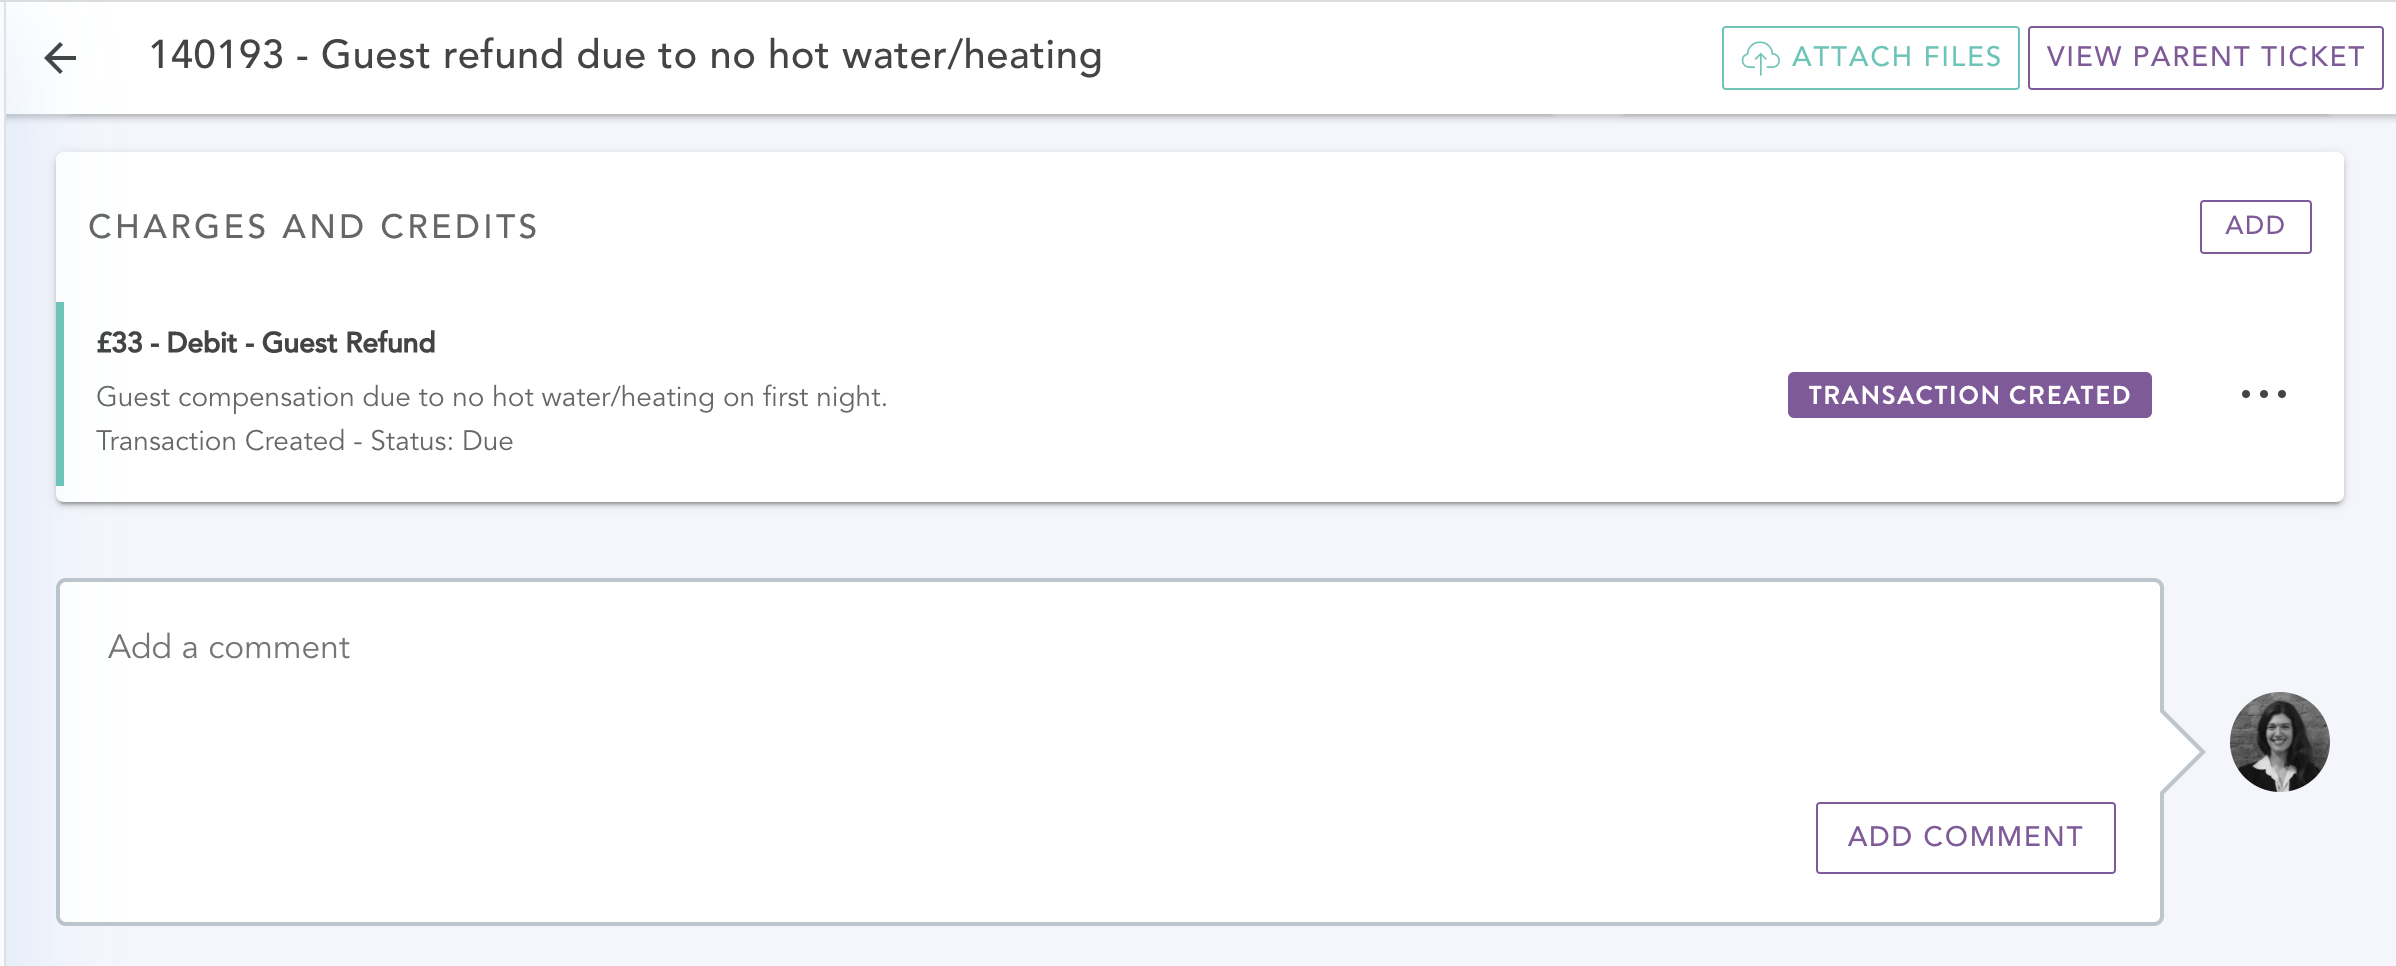 140193 - Guest refund due to no hot water/heating
ATTACH FILES
VIEW PARENT TICKET
CHARGES AND CREDITS
ADD
£33 - Debit - Guest Refund
Guest compensation due to no hot water/heating on first night.
Transaction Created - Status: Due
TRANSACTION CREATED
Add a comment
ADD COMMENT